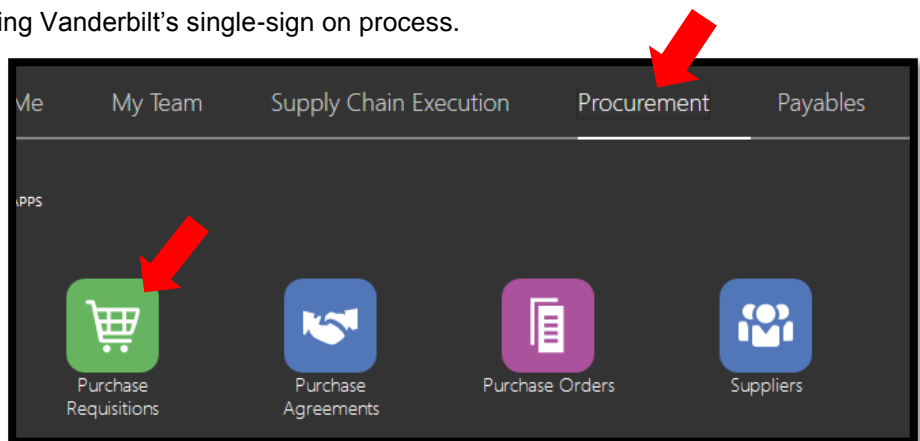 ing Vanderbilt’s single-sign on process.
Me My Team Supply Chain Execution Procurement Payables
APPS
Purchase Requisitions
Purchase Agreements
Purchase Orders
Suppliers